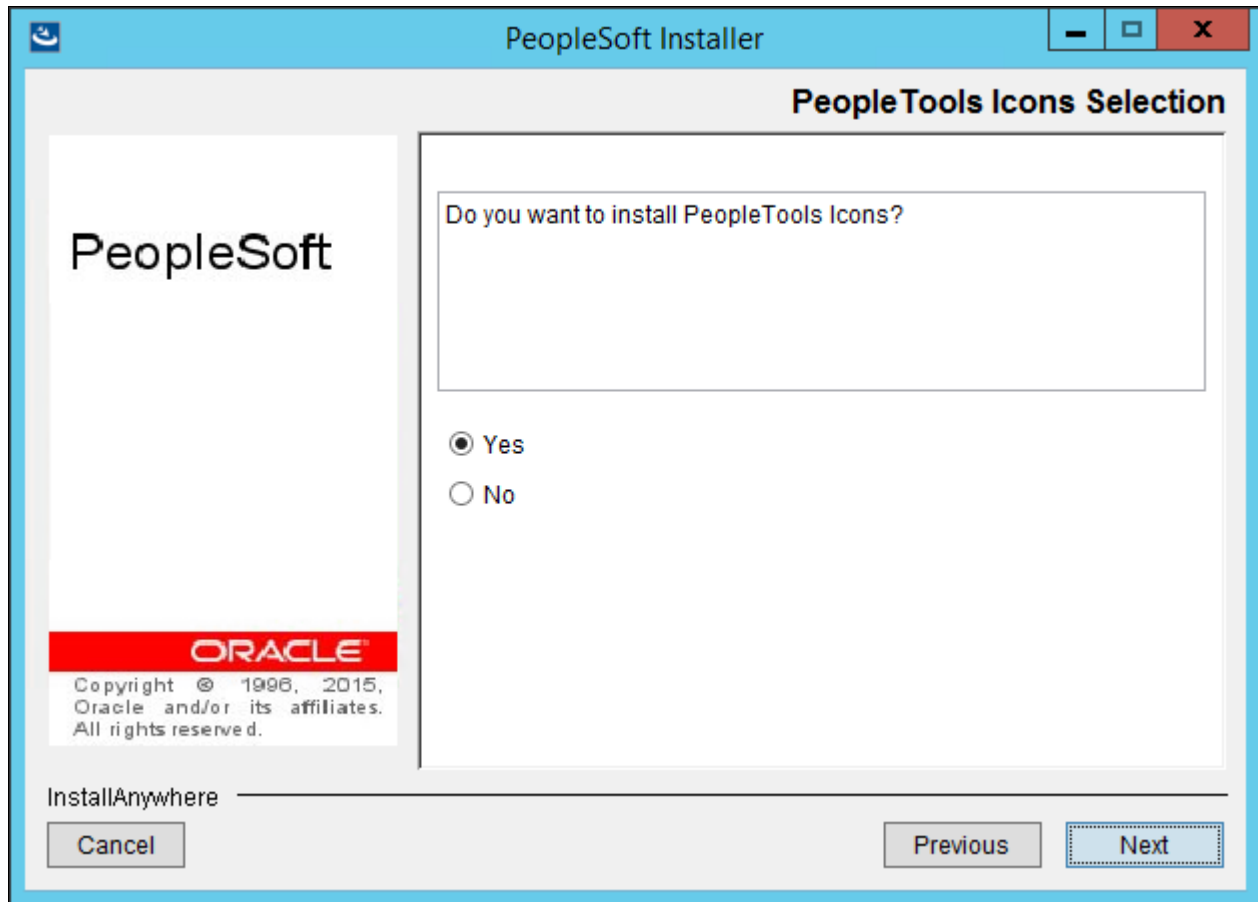 PeopleSoft Installer
PeopleTools Icons Selection
PeopleSoft
Do you want to install PeopleTools Icons?
Yes
No
ORACLE
Copyright © 1996, 2015,
Oracle and/or its affiliates.
All rights reserved.
InstallAnywhere
Cancel
Previous
Next